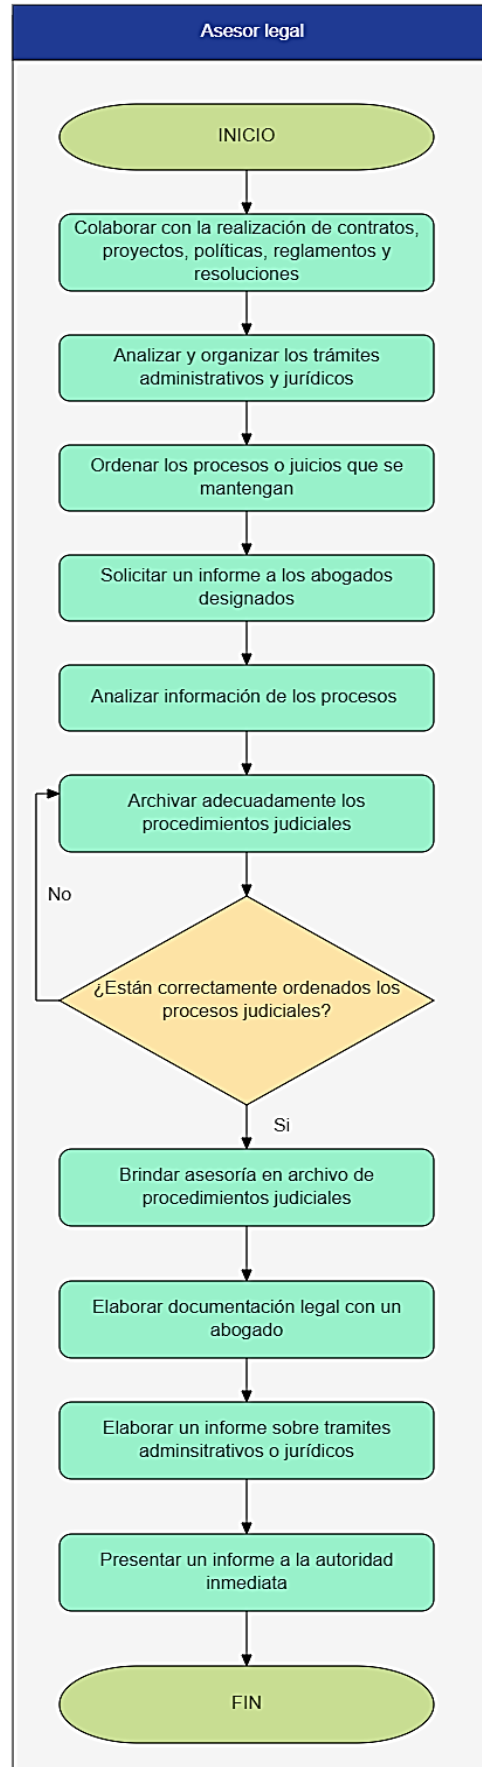 Asesor legal
INICIO
Colaborar con la realización de contratos,
proyectos, políticas, reglamentos y
resoluciones
Analizar y organizar los trámites
administrativos y jurídicos
Ordenar los procesos o juicios que se
mantengan
Solicitar un informe a los abogados
designados
Analizar información de los procesos
Archivar adecuadamente los
procedimientos judiciales
No
¿Están correctamente ordenados los
procesos judiciales?
Si
Brindar asesoría en archivo de
procedimientos judiciales
Elaborar documentación legal con un
abogado
Elaborar un informe sobre tramites
adminsitrativos o jurídicos
Presentar un informe a la autoridad
inmediata
FIN